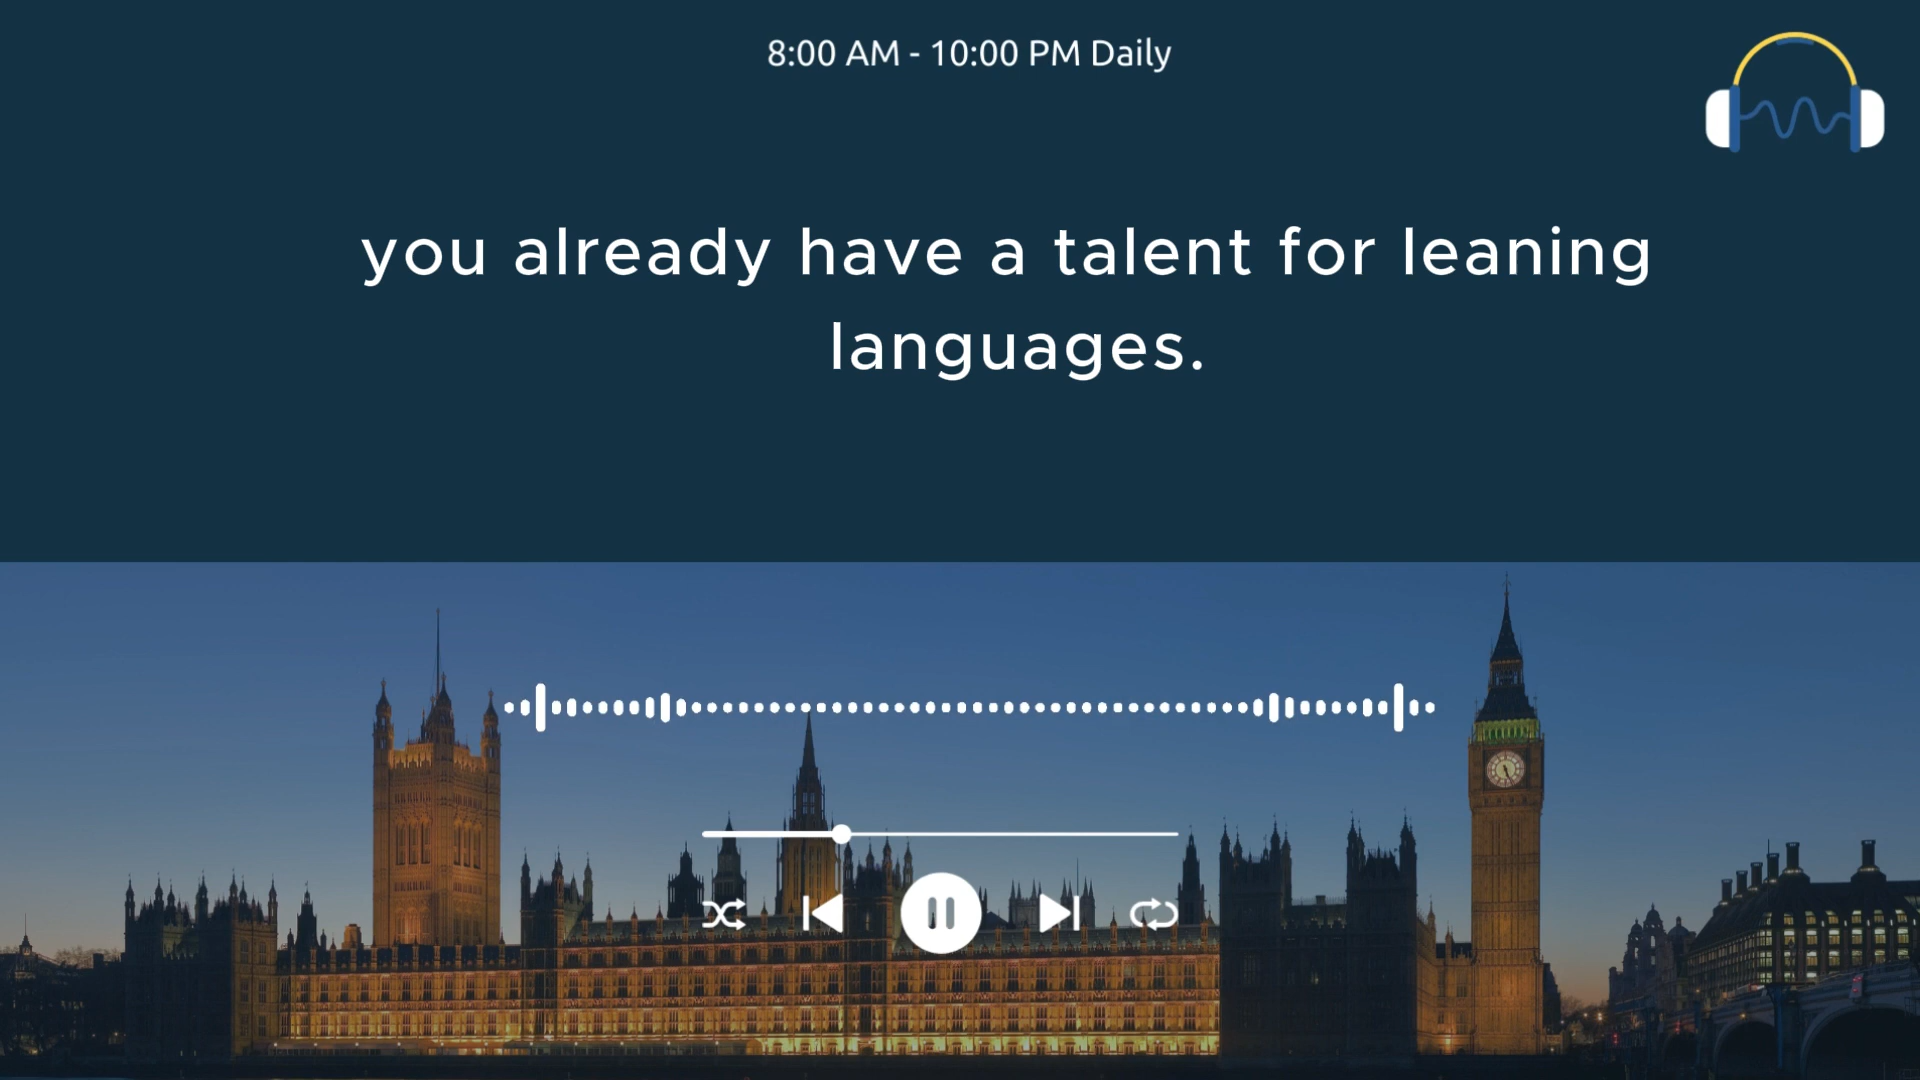 8:00 AM - 10:00 PM Daily
you already have a talent for leaning
languages.